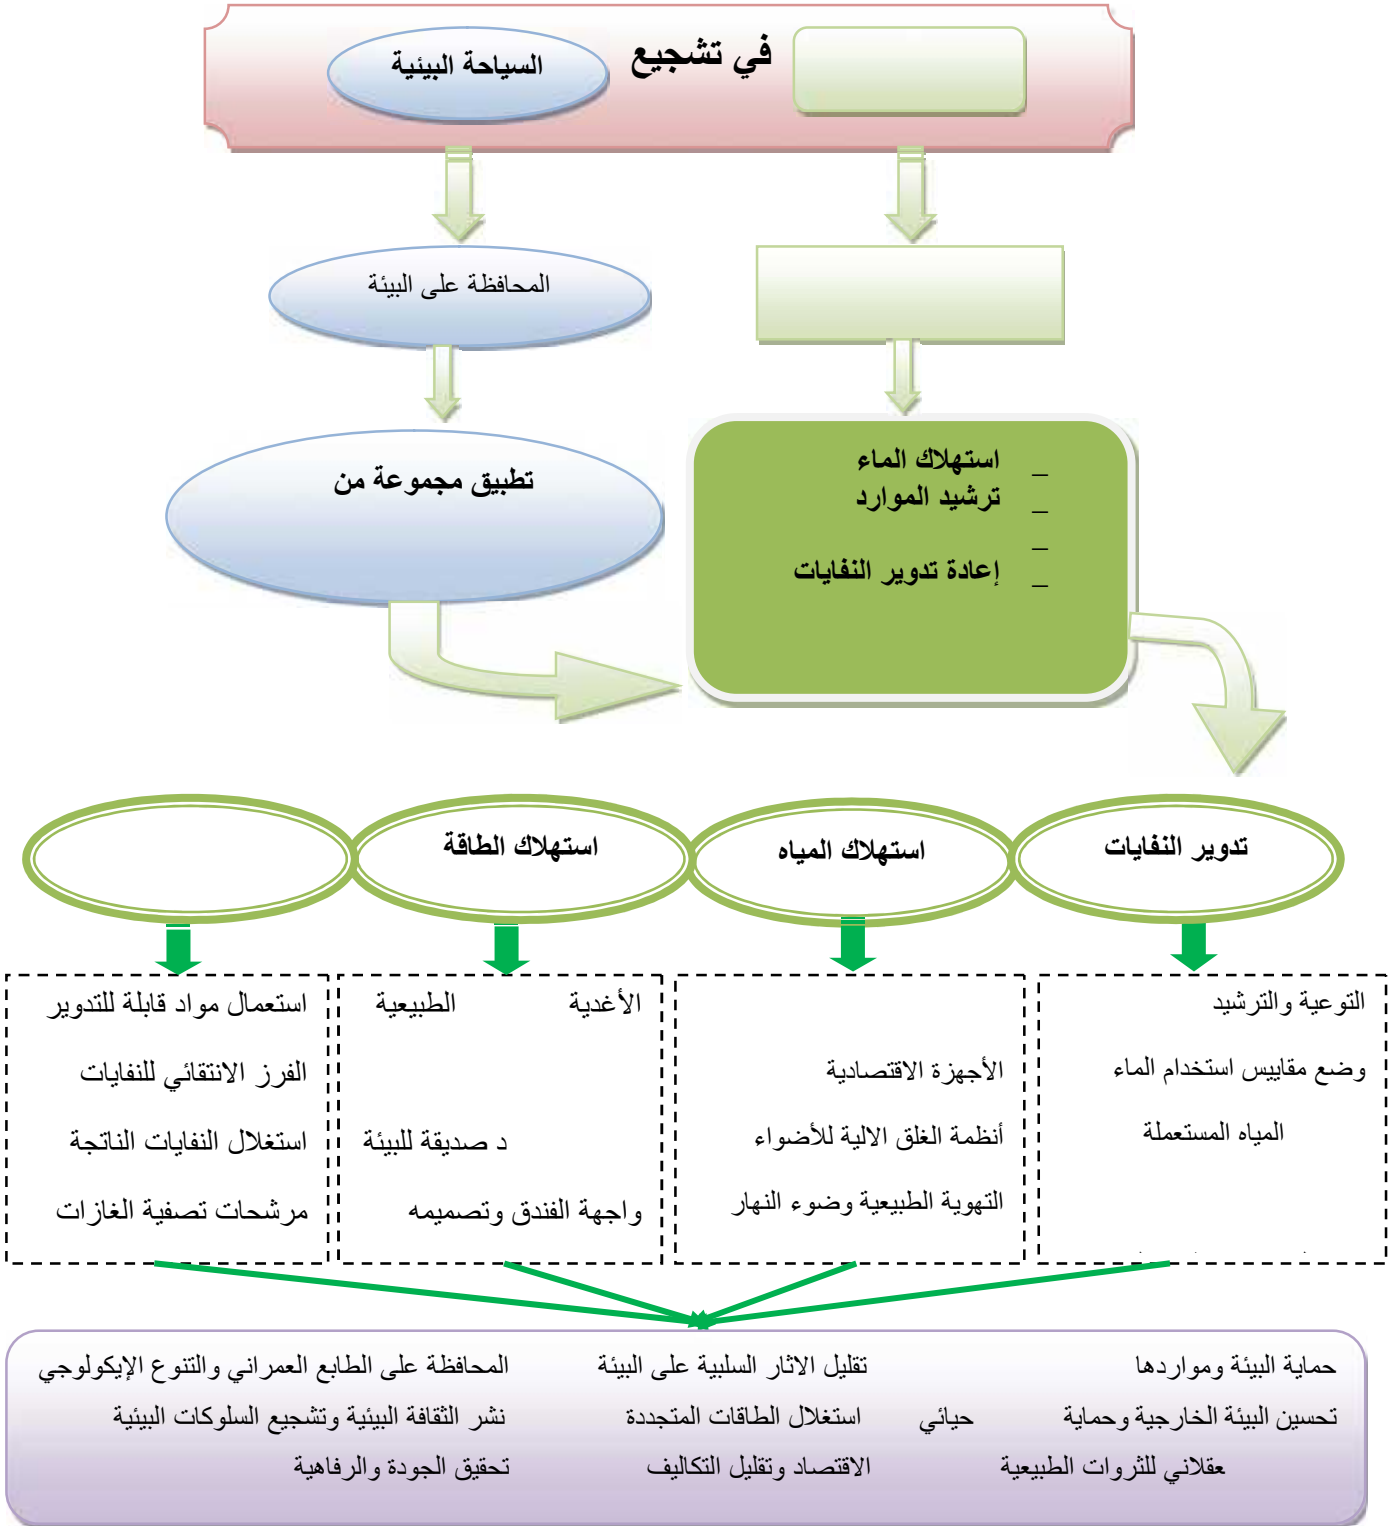 في تشجيع
السياحة البيئية
المحافظة على البيئة
تطبيق مجموعة من
_ استهلاك الماء
_ ترشيد الموارد
_
_ إعادة تدوير النفايات
تدوير النفايات
استهلاك المياه
استهلاك الطاقة
التوعية والترشيد
وضع مقاييس استخدام الماء
المياه المستعملة
الأجهزة الاقتصادية
أنظمة الغلق الالية للأضواء
التهوية الطبيعية وضوء النهار
الأغدية الطبيعية
د صديقة للبيئة
واجهة الفندق وتصميمه
استعمال مواد قابلة للتدوير
الفرز الانتقائي للنفايات
استغلال النفايات الناتجة
مرشحات تصفية الغازات
حماية البيئة ومواردها تقليل الاثار السلبية على البيئة المحافظة على الطابع العمراني والتنوع الإيكولوجي
تحسين البيئة الخارجية وحماية حيائي استغلال الطاقات المتجددة نشر الثقافة البيئية وتشجيع السلوكات البيئية
عقلاني للثروات الطبيعية الاقتصاد وتقليل التكاليف تحقيق الجودة والرفاهية